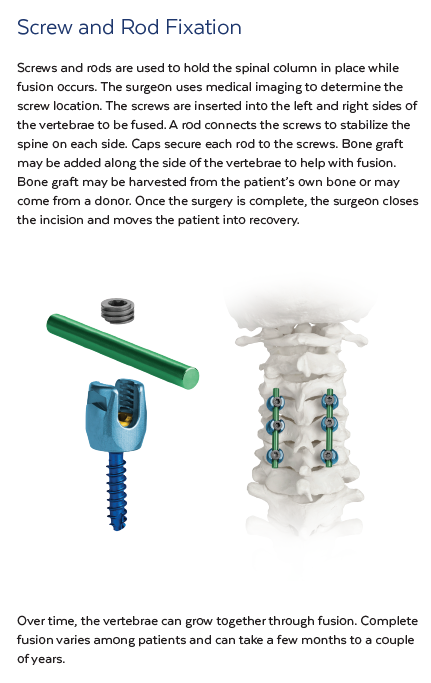 Screw and Rod Fixation
Screws and rods are used to hold the spinal column in place while
fusion occurs. The surgeon uses medical imaging to determine the
screw location. The screws are inserted into the left and right sides of
the vertebrae to be fused. A rod connects the screws to stabilize the
spine on each side. Caps secure each rod to the screws. Bone graft
may be added along the side of the vertebrae to help with fusion.
Bone graft may be harvested from the patient's own bone or may
come from a donor. Once the surgery is complete, the surgeon closes
the incision and moves the patient into recovery.
Over time, the vertebrae can grow together through fusion. Complete
fusion varies among patients and can take a few months to a couple
of years.